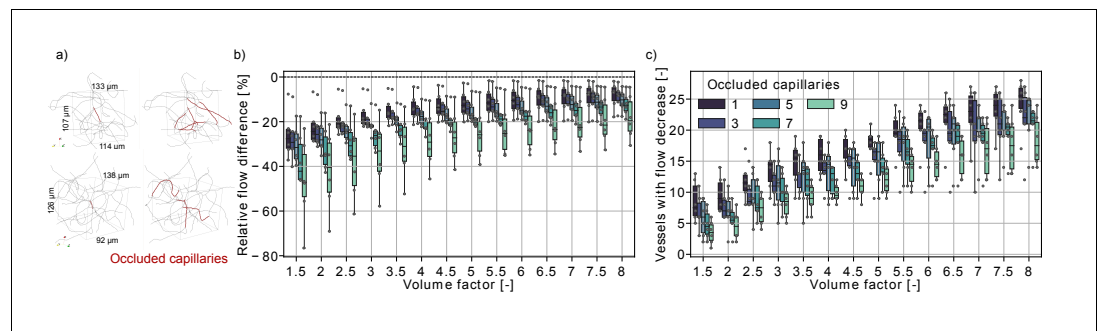 a)
133 µm
107 µm
114 µm
138 µm
126 µm
92 µm
Occluded capillaries
b)
Relative flow difference [%]
0
− 20
− 40
− 60
− 80
1.5 2 2.5 3 3.5 4 4.5 5 5.5 6 6.5 7 7.5 8
Volume factor [-]
c)
Vessels with flow decrease [-]
25
20
15
10
5
0
Occluded capillaries
1 5 9
3 7
1.5 2 2.5 3 3.5 4 4.5 5 5.5 6 6.5 7 7.5 8
Volume factor [-]